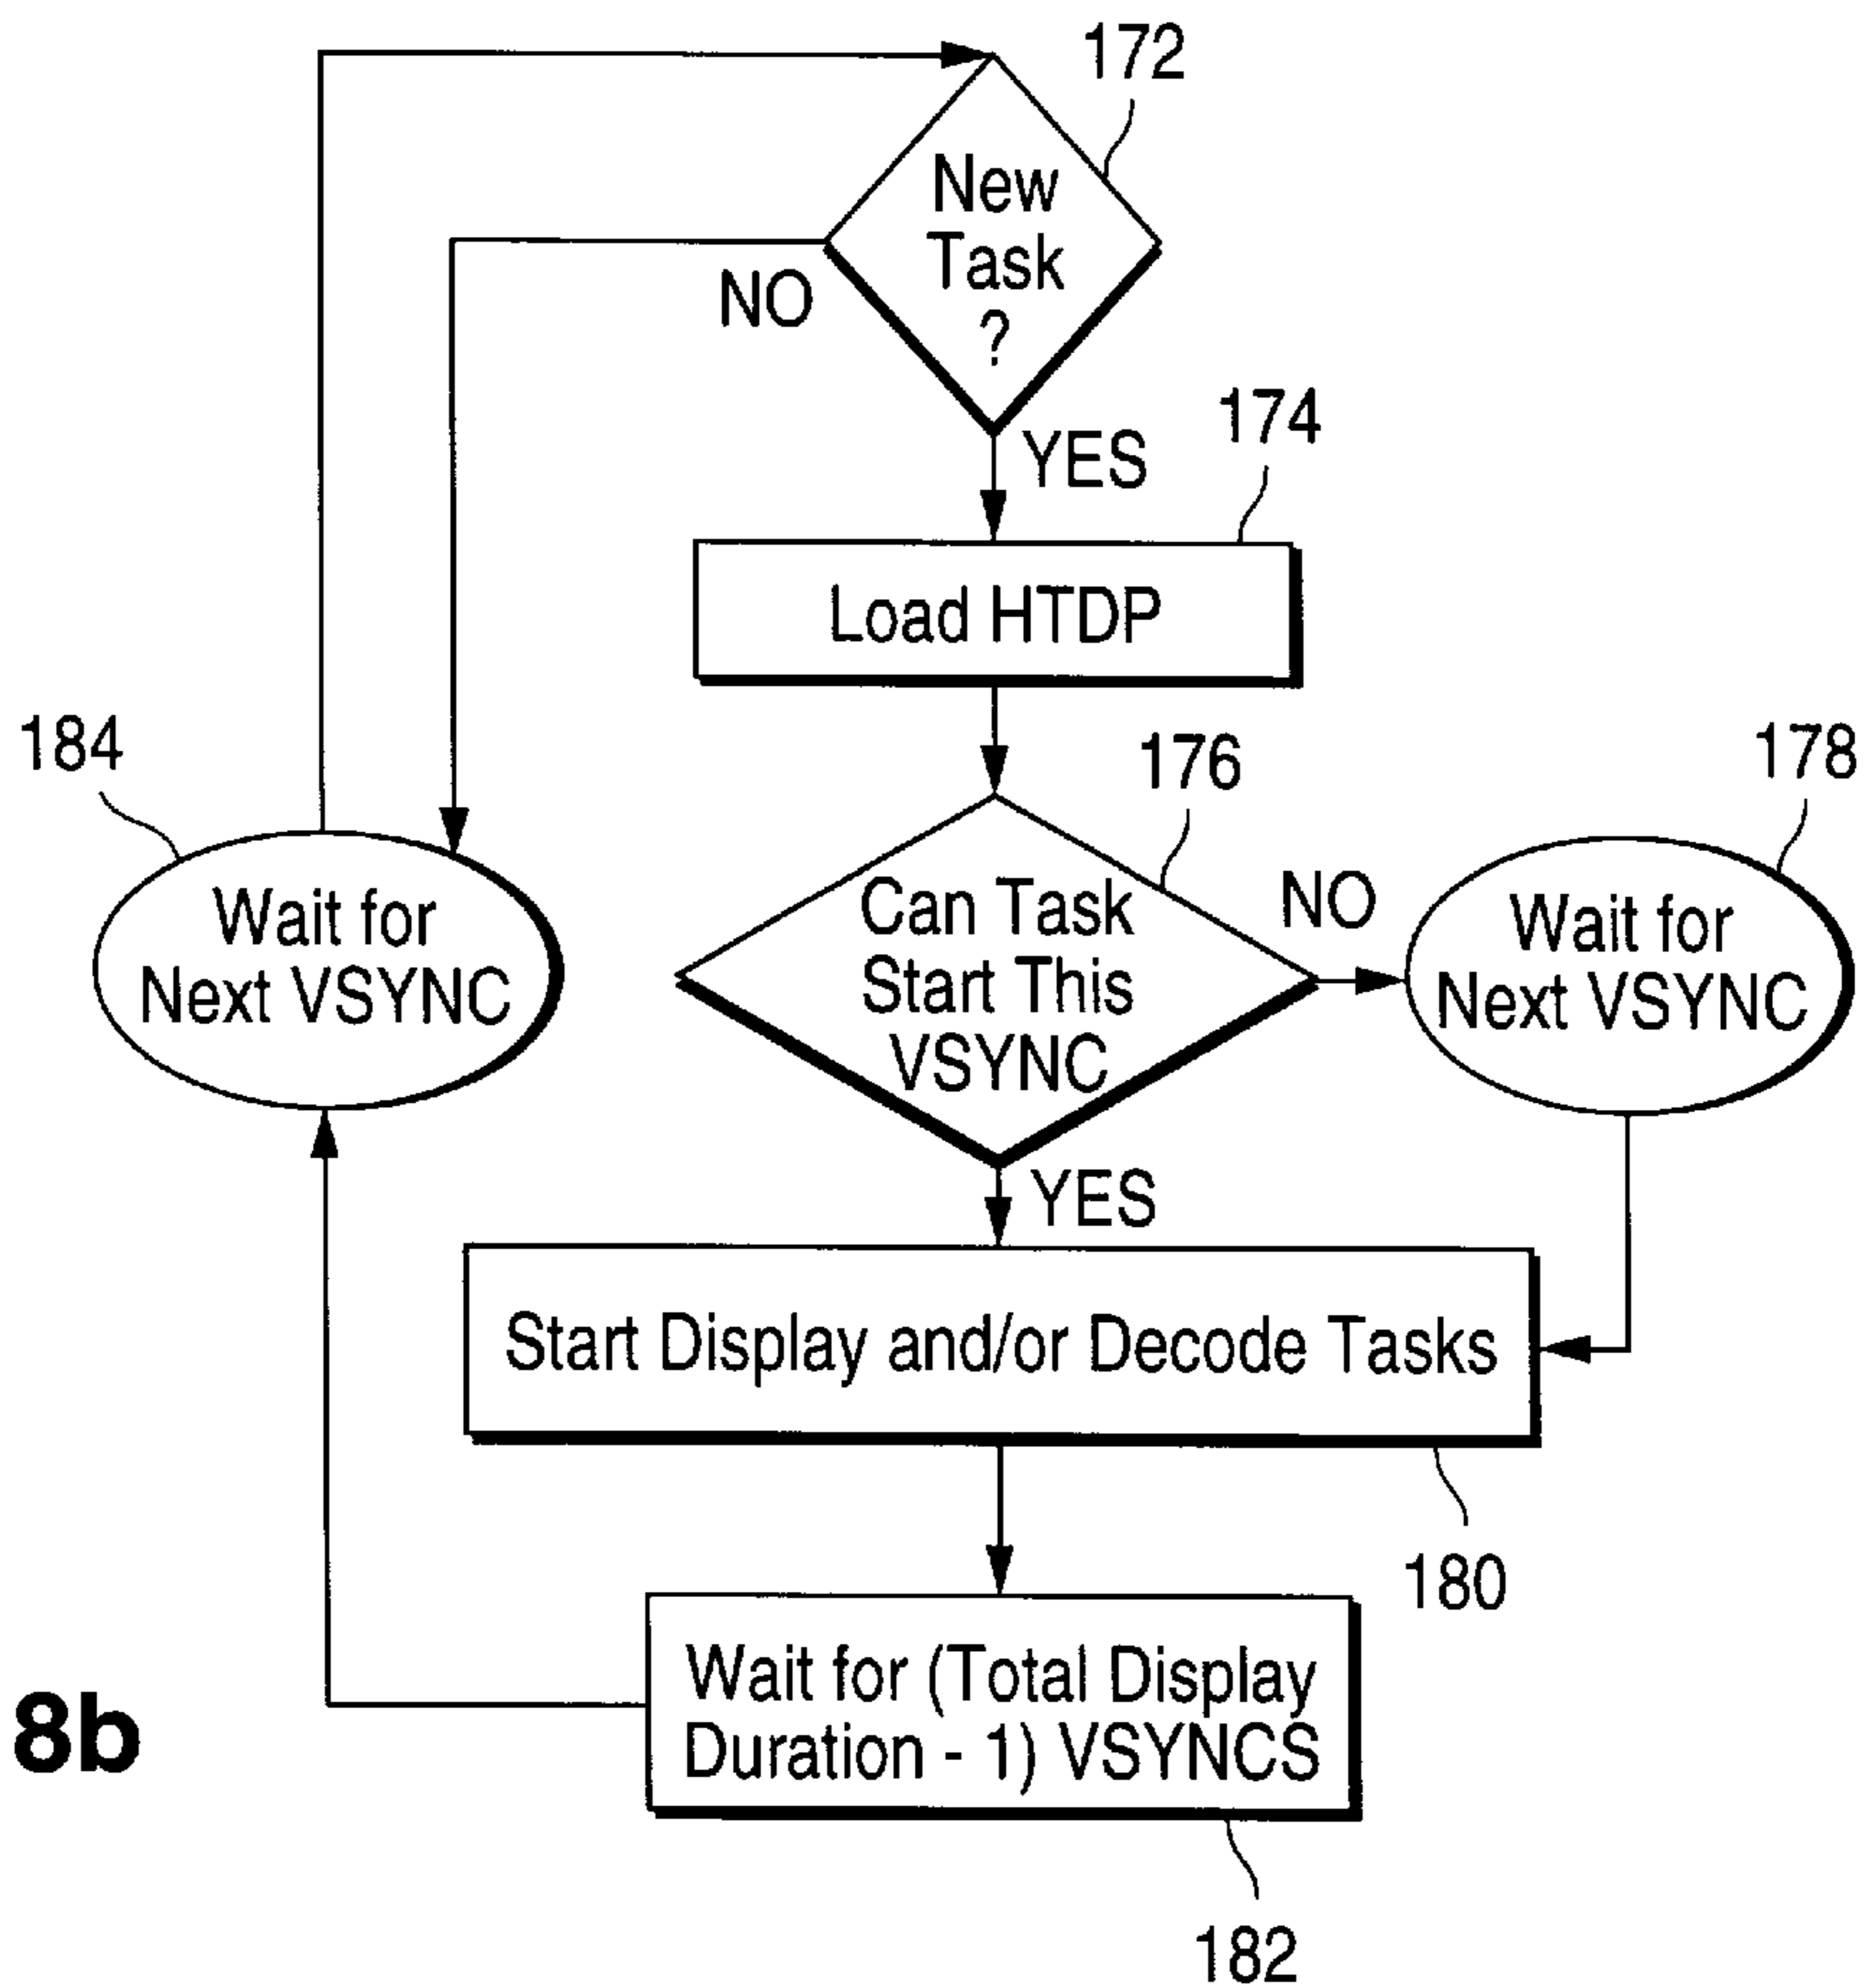 172
New
Task
?
NO
YES
174
Load HTDP
184
176
178
Wait for
Next VSYNC
Can Task
Start This
VSYNC
NO
Wait for
Next VSYNC
YES
Start Display and/or Decode Tasks
180
Wait for (Total Display
Duration - 1) VSYNCS
8b
182